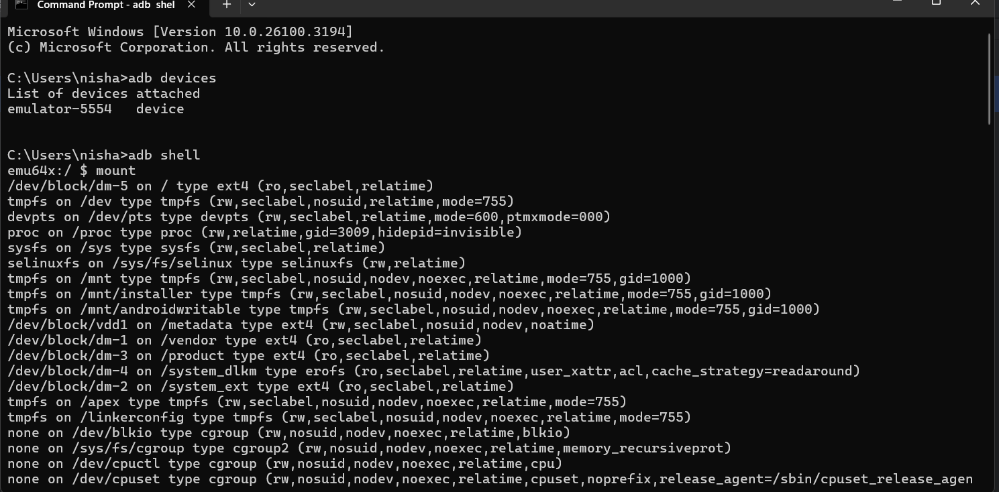 Command Prompt - adb shel
Microsoft Windows [Version 10.0.26100.3194]
(c) Microsoft Corporation. All rights reserved.
C:\Users\nisha>adb devices
List of devices attached
emulator-5554   device
C:\Users\nisha>adb shell
emu64x:/ $ mount
/dev/block/dm-5 on / type ext4 (ro,seclabel,relatime)
tmpfs on /dev type tmpfs (rw,seclabel,nosuid,relatime,mode=755)
devpts on /dev/pts type devpts (rw,seclabel,relatime,mode=600,ptmxmode=000)
proc on /proc type proc (rw,relatime,gid=3009,hidepid=invisible)
sysfs on /sys type sysfs (rw,seclabel,relatime)
selinuxfs on /sys/fs/selinux type selinuxfs (rw,relatime)
tmpfs on /mnt type tmpfs (rw,seclabel,nosuid,nodev,noexec,relatime,mode=755,gid=1000)
tmpfs on /mnt/installer type tmpfs (rw,seclabel,nosuid,nodev,noexec,relatime,mode=755,gid=1000)
tmpfs on /mnt/androidwritable type tmpfs (rw,seclabel,nosuid,nodev,noexec,relatime,mode=755,gid=1000)
/dev/block/vdd1 on /metadata type ext4 (rw,seclabel,nosuid,nodev,noatime)
/dev/block/dm-1 on /vendor type ext4 (ro,seclabel,relatime)
/dev/block/dm-3 on /product type ext4 (ro,seclabel,relatime)
/dev/block/dm-4 on /system_dlkm type erofs (ro,seclabel,relatime,user_xattr,acl,cache_strategy=readaround)
/dev/block/dm-2 on /system_ext type ext4 (ro,seclabel,relatime)
tmpfs on /apex type tmpfs (rw,seclabel,nosuid,nodev,noexec,relatime,mode=755)
tmpfs on /linkerconfig type tmpfs (rw,seclabel,nosuid,nodev,noexec,relatime,mode=755)
none on /dev/blkio type cgroup (rw,nosuid,nodev,noexec,relatime,blkio)
none on /sys/fs/cgroup type cgroup2 (rw,nosuid,nodev,noexec,relatime,memory_recursiveprot)
none on /dev/cpuctl type cgroup (rw,nosuid,nodev,noexec,relatime,cpu)
none on /dev/cpuset type cgroup (rw,nosuid,nodev,noexec,relatime,cpuset,noprefix,release_agent=/sbin/cpuset_release_agen